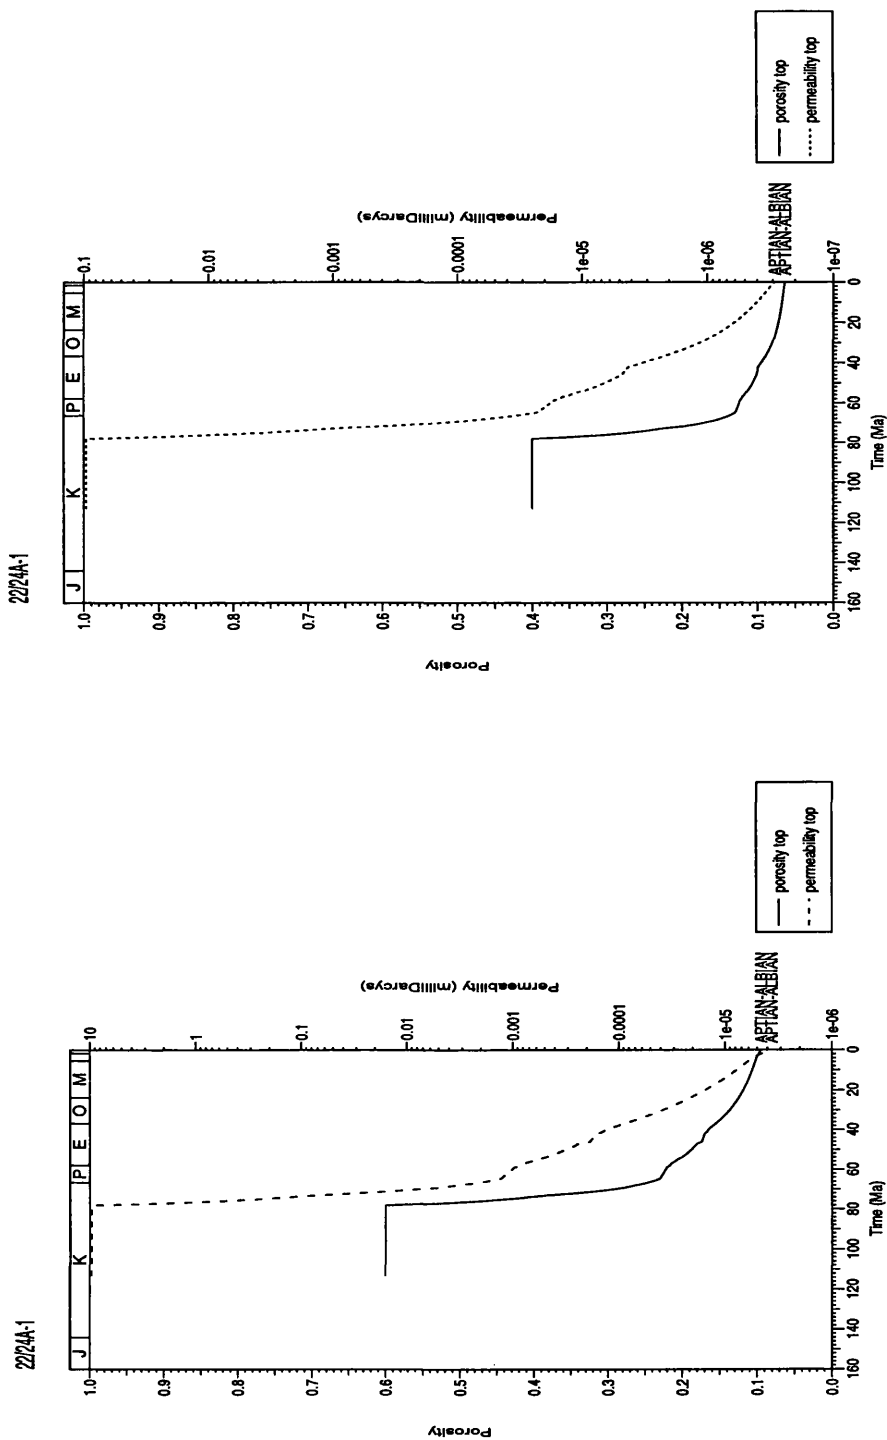 22/24A-1
J K P E O M
Porosity
1.0
0.9
0.8
0.7
0.6
0.5
0.4
0.3
0.2
0.1
0.0
160 140 120 100 80 60 40 20 0
Time (Ma)
10
1
0.1
0.01
0.001
0.0001
1e-05
1e-06
Permeability (milliDarcys)
APTIAN-ALBIAN
APTIAN-ALBIAN
porosity top
permeability top
22/24A-1
J K P E O M
Porosity
1.0
0.9
0.8
0.7
0.6
0.5
0.4
0.3
0.2
0.1
0.0
160 140 120 100 80 60 40 20 0
Time (Ma)
0.1
0.01
0.001
0.0001
1e-05
1e-06
1e-07
Permeability (milliDarcys)
APTIAN-ALBIAN
APTIAN-ALBIAN
porosity top
permeability top